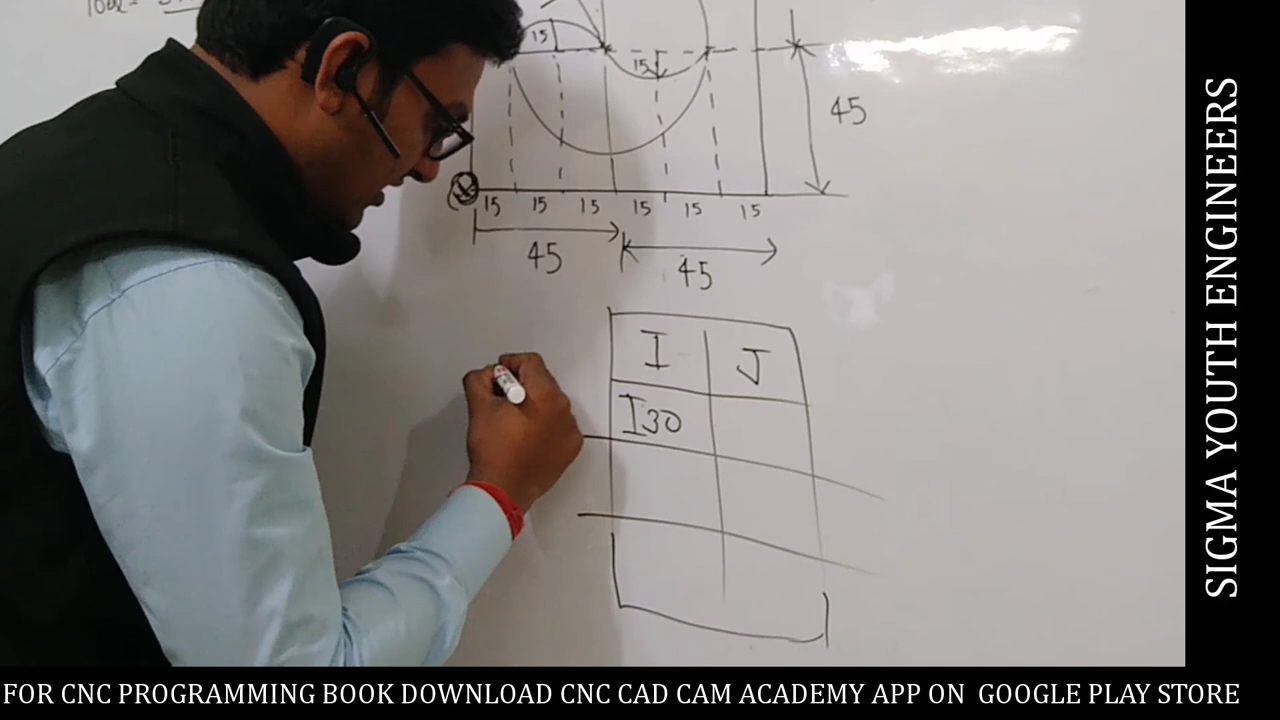 15
15
45
15 15 15 15 15 15
45
45
I J
I30
SIGMA YOUTH ENGINEERS
FOR CNC PROGRAMMING BOOK DOWNLOAD CNC CAD CAM ACADEMY APP ON GOOGLE PLAY STORE